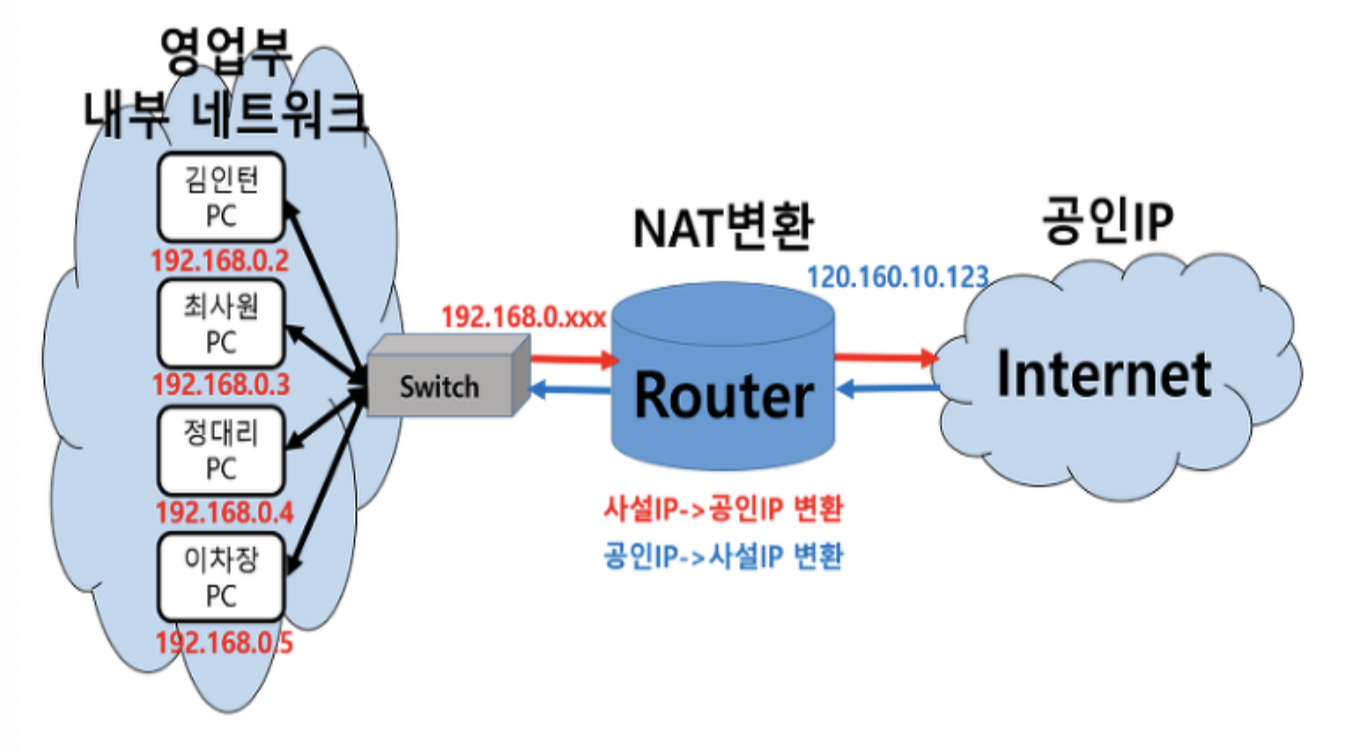 영업부
내부 네트워크
김인턴
PC
192.168.0.2
최사원
PC
192.168.0.3
정대리
PC
192.168.0.4
이차장
PC
192.168.0.5
192.168.0.xxx
Switch
NAT변환
Router
사설IP->공인IP 변환
공인IP->사설IP 변환
120.160.10.123
공인IP
Internet